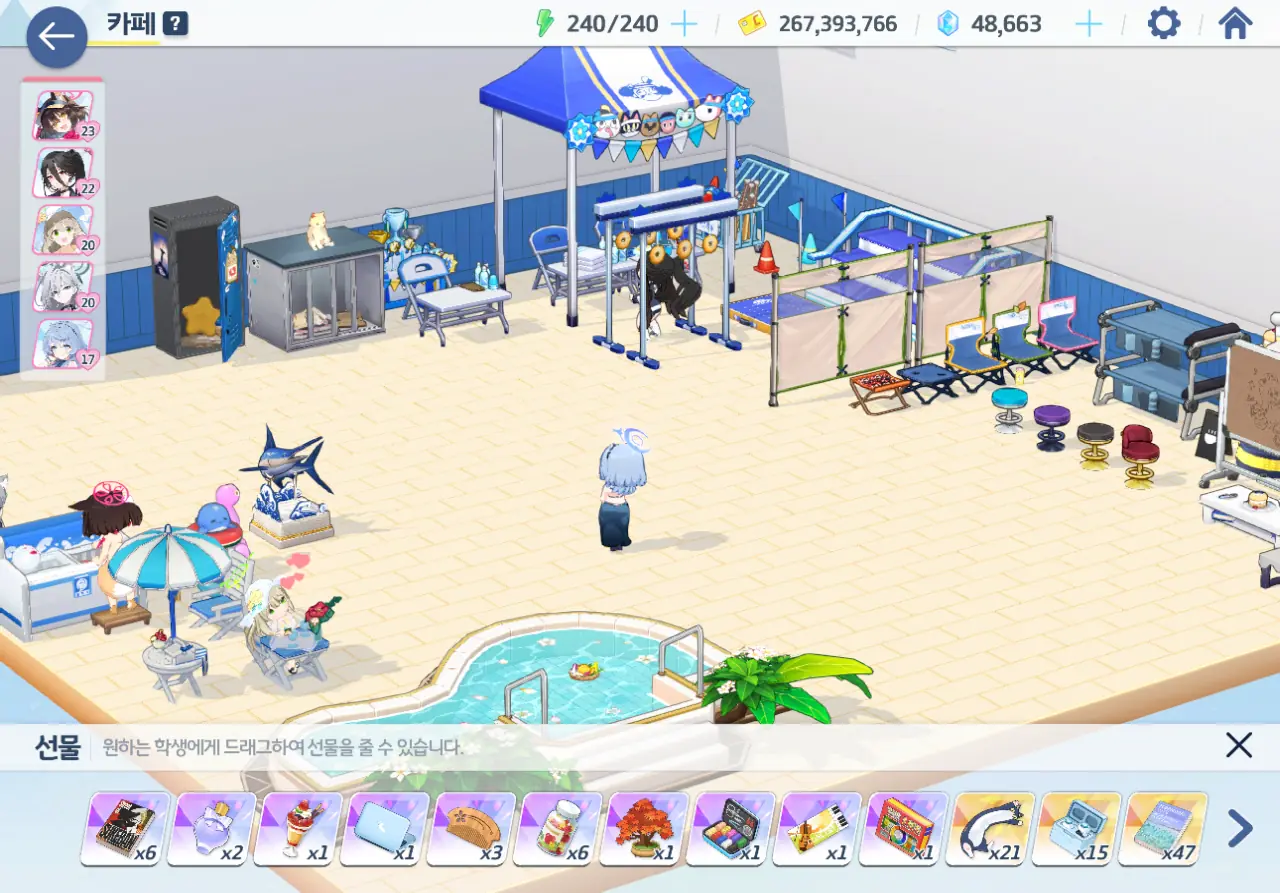 카페 ?
240/240
267,393,766
48,663
23
22
20
20
17
선물
원하는 학생에게 드래그하여 선물을 줄 수 있습니다.
x6
x2
x1
x1
x3
x6
x1
x1
x1
x1
x21
x15
x47